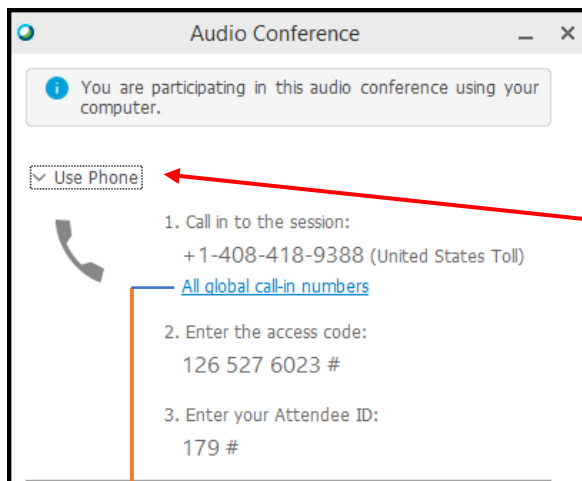 Audio Conference
You are participating in this audio conference using your
computer.
Use Phone
1. Call in to the session:
+1-408-418-9388 (United States Toll)
All global call-in numbers
2. Enter the access code:
126 527 6023 #
3. Enter your Attendee ID:
179 #